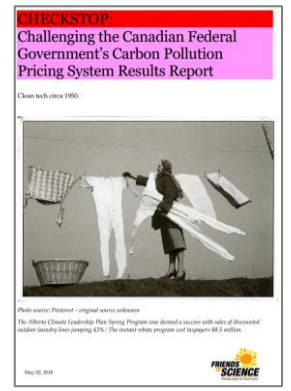 CHECKSTOP:
Challenging the Canadian Federal
Government's Carbon Pollution
Pricing System Results Report
Clean tech circa 1950.
Photo source: Pinterest – original source unknown
The Alberta Climate Leadership Plan Spring Program was deemed a success with sales of discounted
outdoor laundry lines jumping 43% / The instant rebate program cost taxpayers $8.5 million.
May 02, 2018
FRIENDS
OF SCIENCE